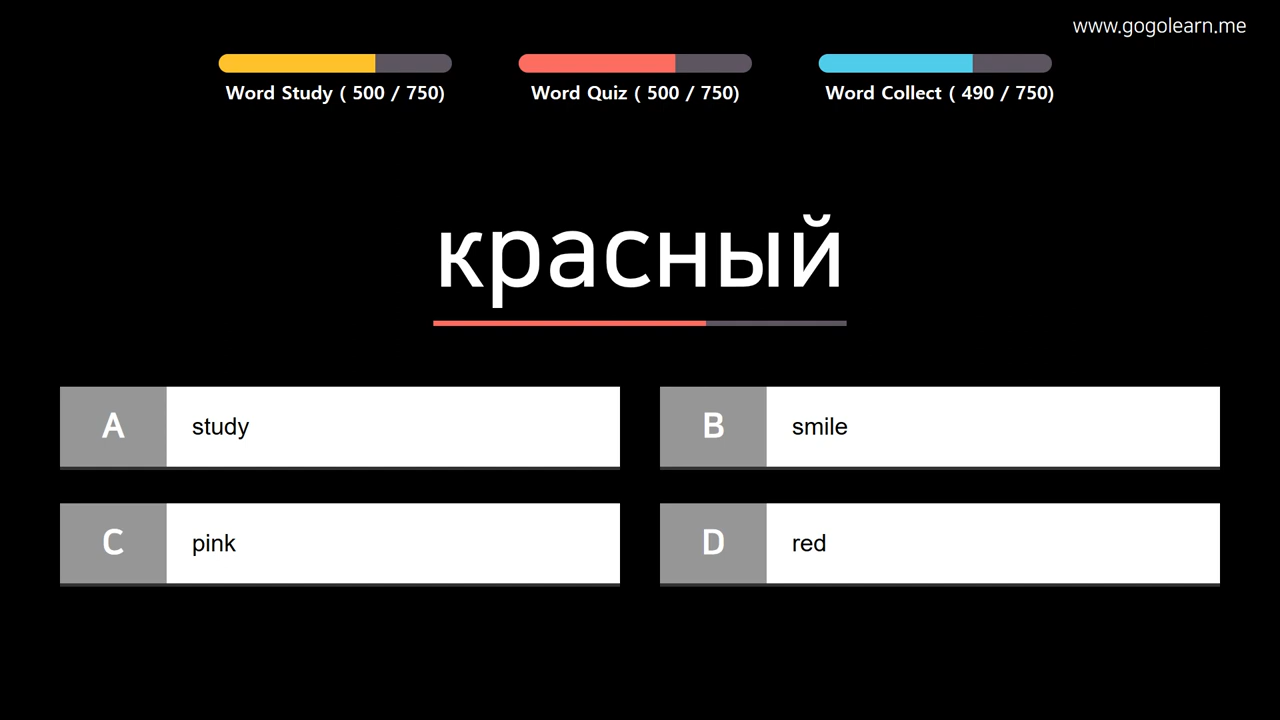 www.gogolearn.me
Word Study ( 500 / 750)
Word Quiz ( 500 / 750)
Word Collect ( 490 / 750)
красный
A study
B smile
C pink
D red